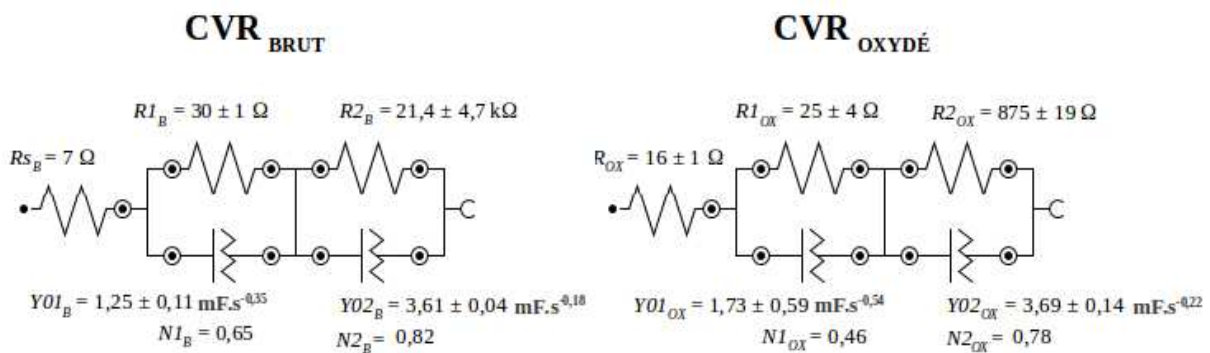 CVR BRUT
CVR OXYDÉ
R1B = 30 ± 1 Ω
R2B = 21,4 ± 4,7 kΩ
R1OX = 25 ± 4 Ω
R2OX = 875 ± 19 Ω
RsB = 7 Ω
ROX = 16 ± 1 Ω
Y01B = 1,25 ± 0,11 mF.s-0,35
Y02B = 3,61 ± 0,04 mF.s-0,18
Y01OX = 1,73 ± 0,59 mF.s-0,54
Y02OX = 3,69 ± 0,14 mF.s-0,22
N1B = 0,65
N2B = 0,82
N1OX = 0,46
N2OX = 0,78